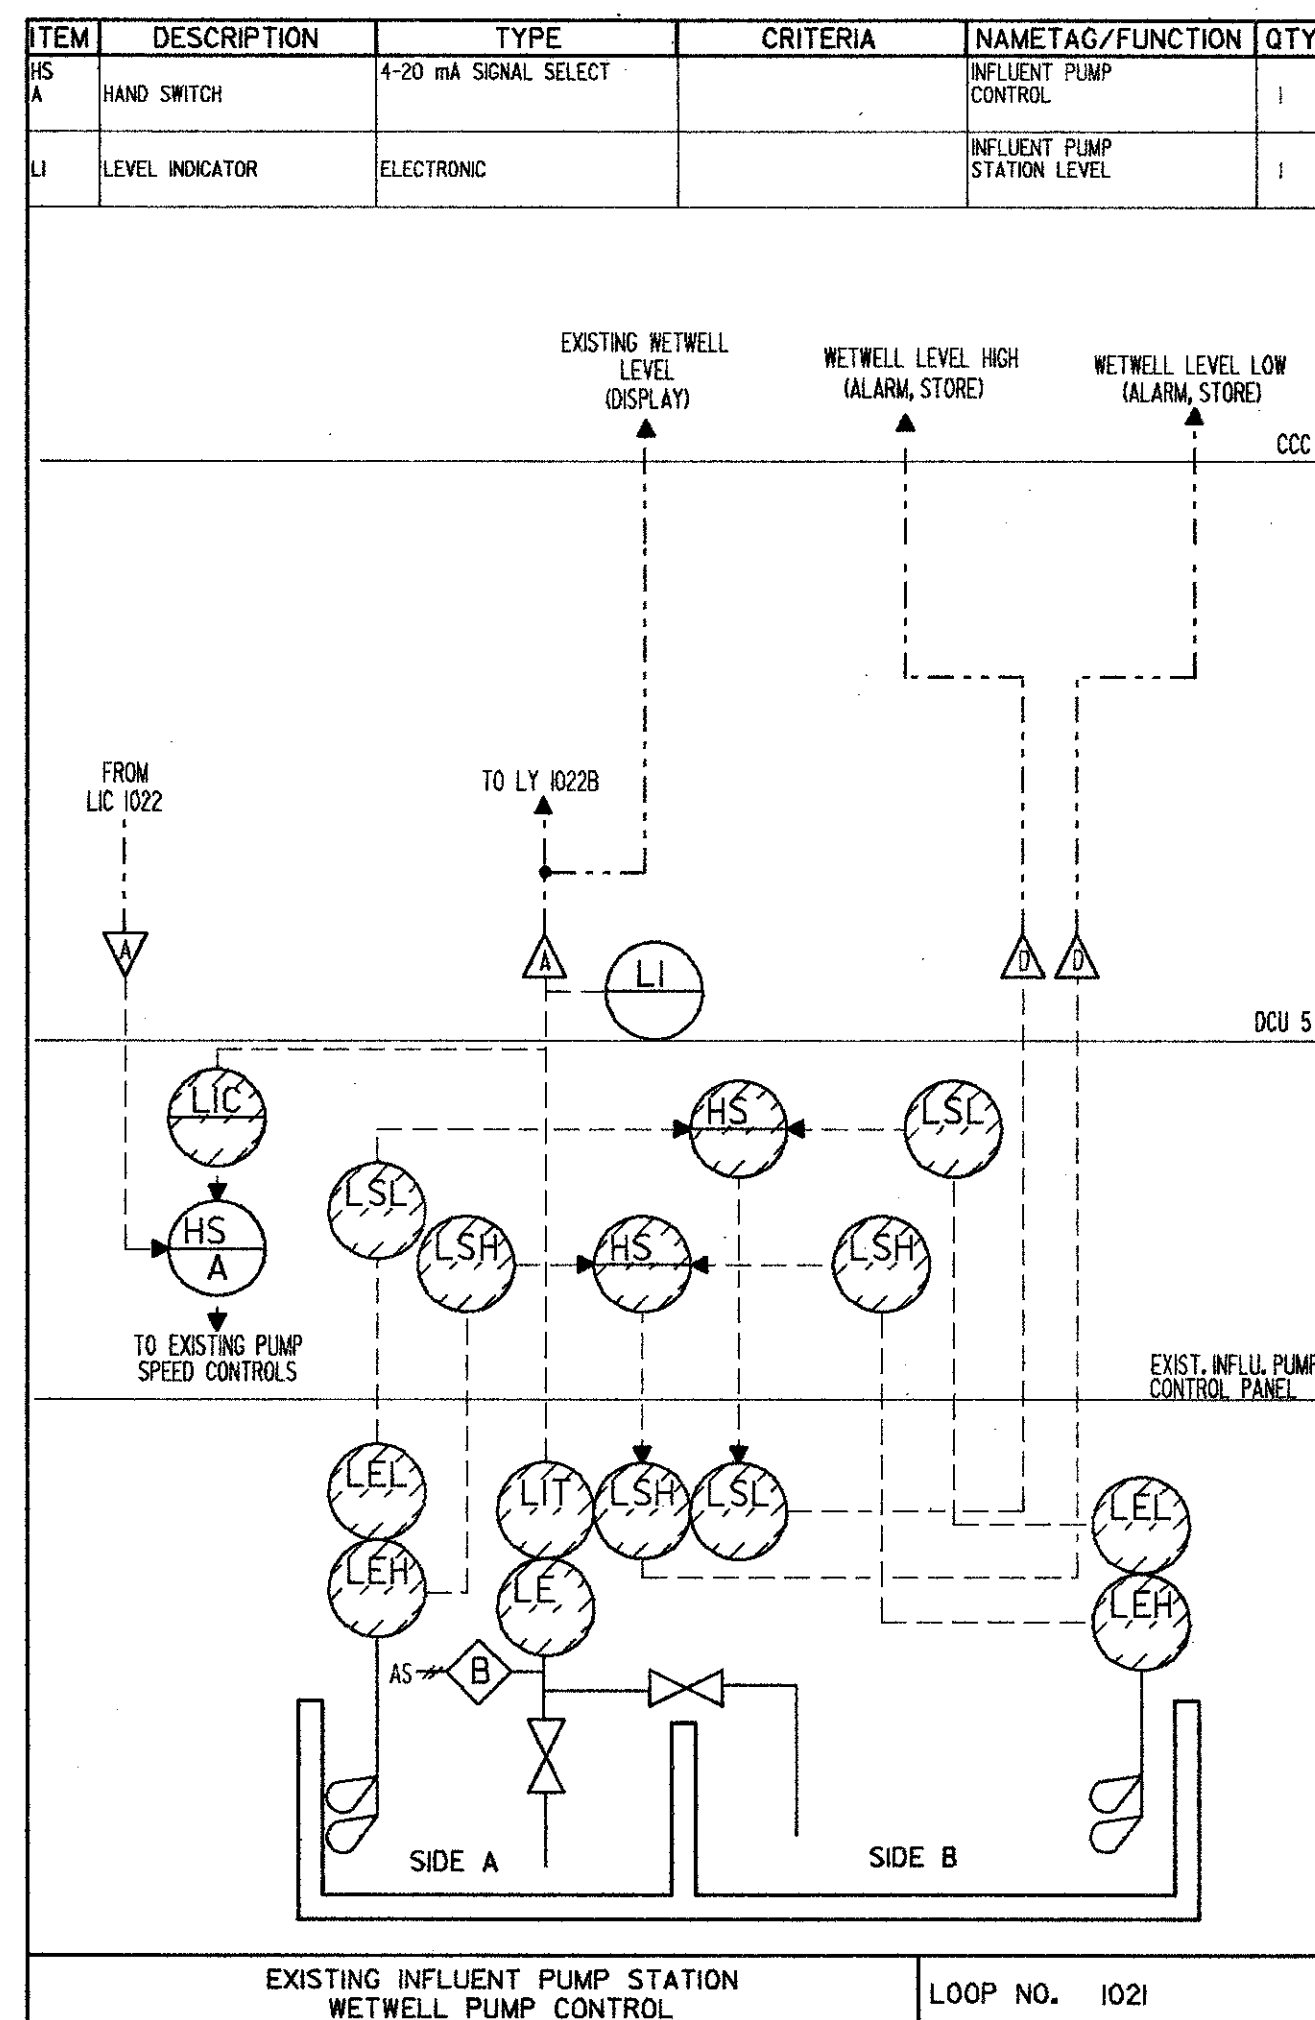 ITEM DESCRIPTION TYPE CRITERIA NAMETAG/FUNCTION QTY
HS
A
HAND SWITCH
4-20 mA SIGNAL SELECT
INFLUENT PUMP
CONTROL
1
LI
LEVEL INDICATOR
ELECTRONIC
INFLUENT PUMP
STATION LEVEL
1
EXISTING WETWELL
LEVEL
(DISPLAY)
WETWELL LEVEL HIGH
(ALARM, STORE)
WETWELL LEVEL LOW
(ALARM, STORE)
CCC
FROM
LIC 1022
TO LY 1022B
A
A
LI
D
D
DCU 5
LIC
HS
LSL
LSL
HS
A
LSH
HS
LSH
TO EXISTING PUMP
SPEED CONTROLS
EXIST. INFLU. PUMP
CONTROL PANEL
LEL
LIT
LSH
LSL
LEL
LEH
LE
LEH
AS
B
SIDE A
SIDE B
EXISTING INFLUENT PUMP STATION
WETWELL PUMP CONTROL
LOOP NO. 1021